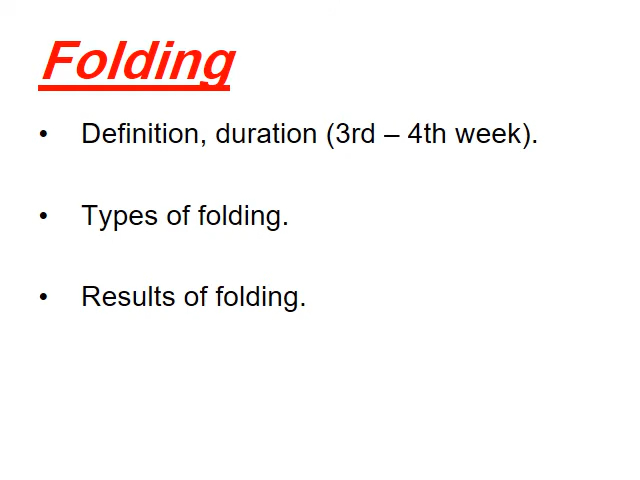 Folding
• Definition, duration (3rd – 4th week).
• Types of folding.
• Results of folding.